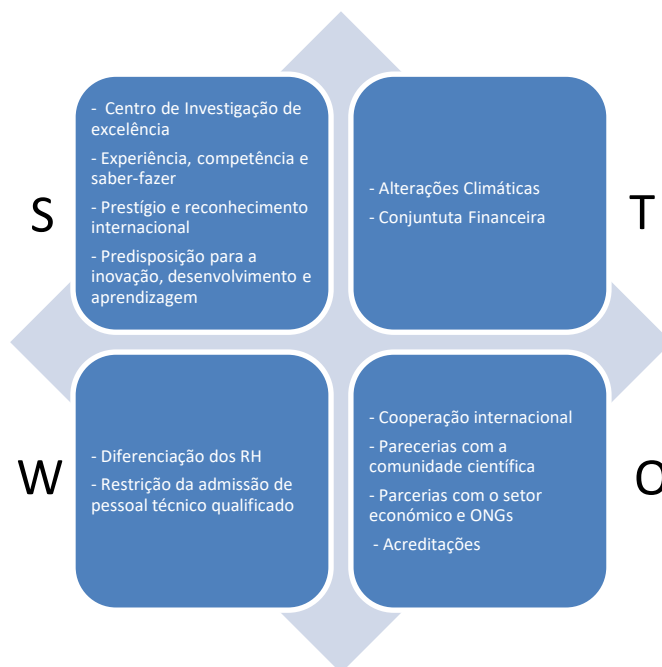 S
- Centro de Investigação de
excelência
- Experiência, competência e
saber-fazer
- Prestígio e reconhecimento
internacional
- Predisposição para a
inovação, desenvolvimento e
aprendizagem
- Alterações Climáticas
- Conjuntuta Financeira
T
W
- Diferenciação dos RH
- Restrição da admissão de
pessoal técnico qualificado
- Cooperação internacional
- Parecerias com a
comunidade científica
- Parcerias com o setor
económico e ONGs
- Acreditações
O